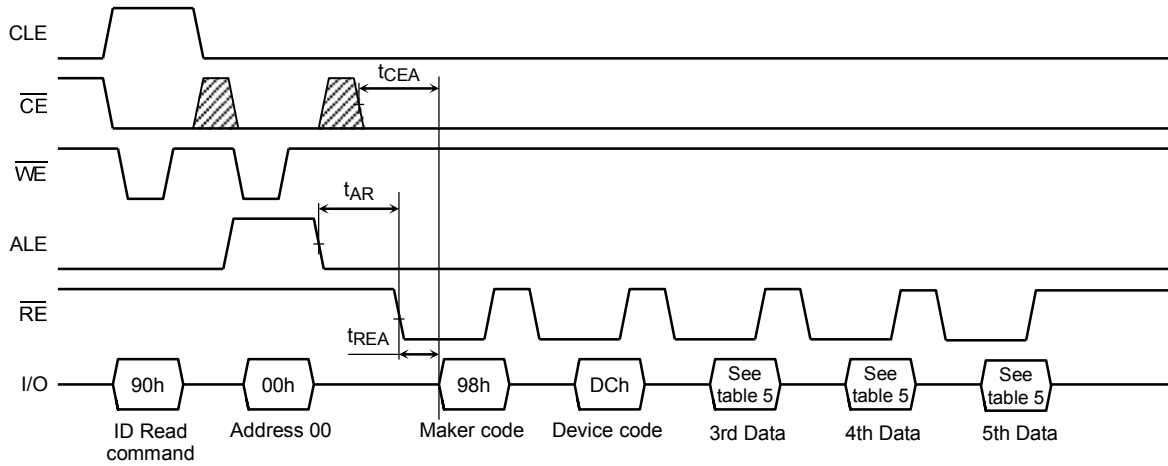 CLE
tCEA
CE
WE
tAR
ALE
RE
tREA
I/O
90h
00h
98h
DCh
See
table 5
See
table 5
See
table 5
ID Read
command
Address 00
Maker code
Device code
3rd Data
4th Data
5th Data